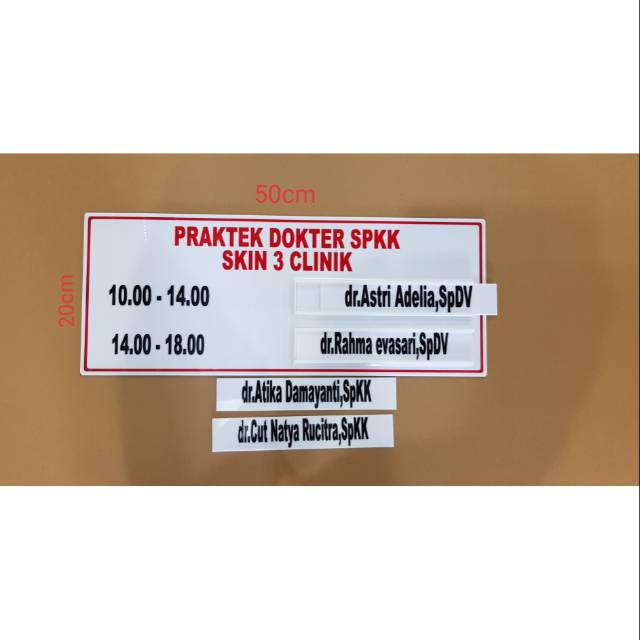 50cm
20cm
PRAKTEK DOKTER SPKK
SKIN 3 CLINIK
10.00 - 14.00 dr.Astri Adelia,SpDV
14.00 - 18.00 dr.Rahma evasari,SpDV
dr.Atika Damayanti,SpKK
dr.Cut Natya Rucitra,SpKK